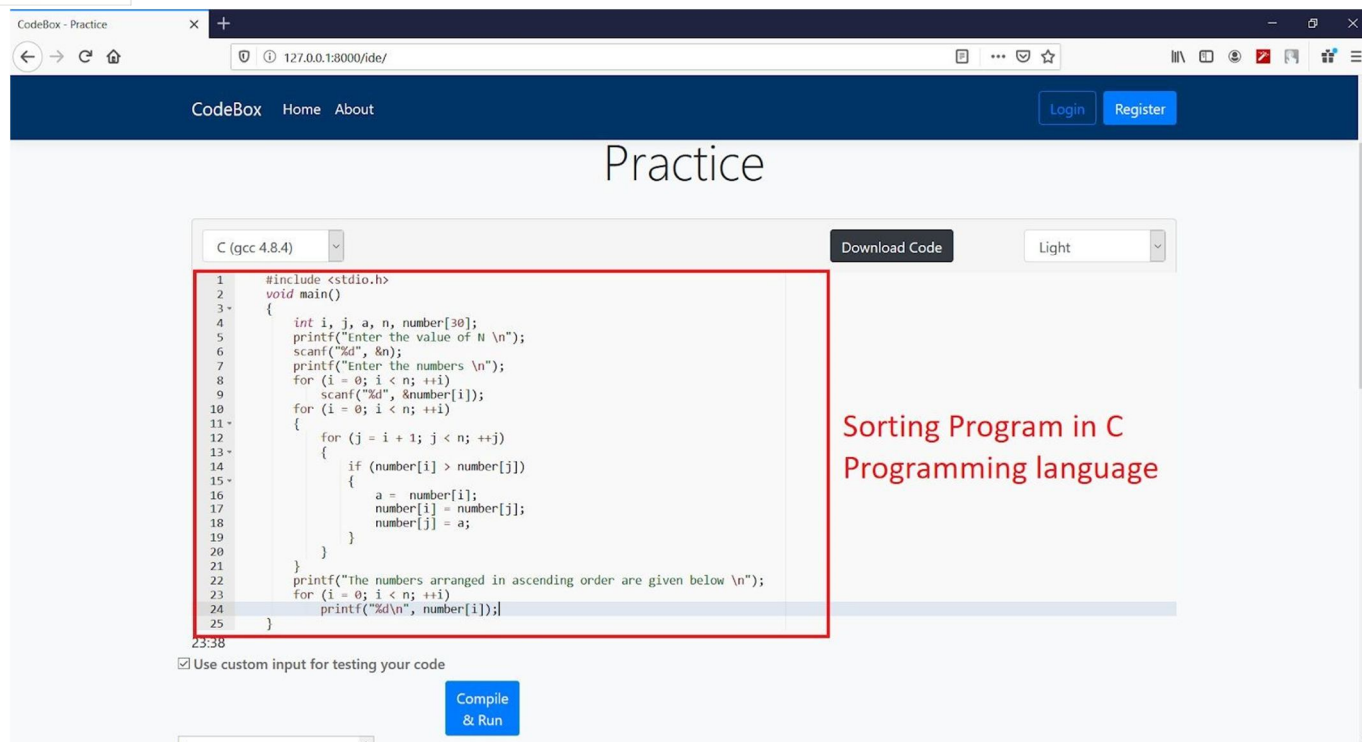 CodeBox - Practice
127.0.0.1:8000/ide/
CodeBox Home About Login Register
Practice
C (gcc 4.8.4) Download Code Light
1 #include <stdio.h>
2 void main()
3 {
4 int i, j, a, n, number[30];
5 printf("Enter the value of N \n");
6 scanf("%d", &n);
7 printf("Enter the numbers \n");
8 for (i = 0; i < n; ++i)
9 scanf("%d", &number[i]);
10 for (i = 0; i < n; ++i)
11 {
12 for (j = i + 1; j < n; ++j)
13 {
14 if (number[i] > number[j])
15 {
16 a =  number[i];
17 number[i] = number[j];
18 number[j] = a;
19 }
20 }
21 }
22 printf("The numbers arranged in ascending order are given below \n");
23 for (i = 0; i < n; ++i)
24 printf("%d\n", number[i]);
25 }
Sorting Program in C
Programming language
23:38
Use custom input for testing your code
Compile
& Run